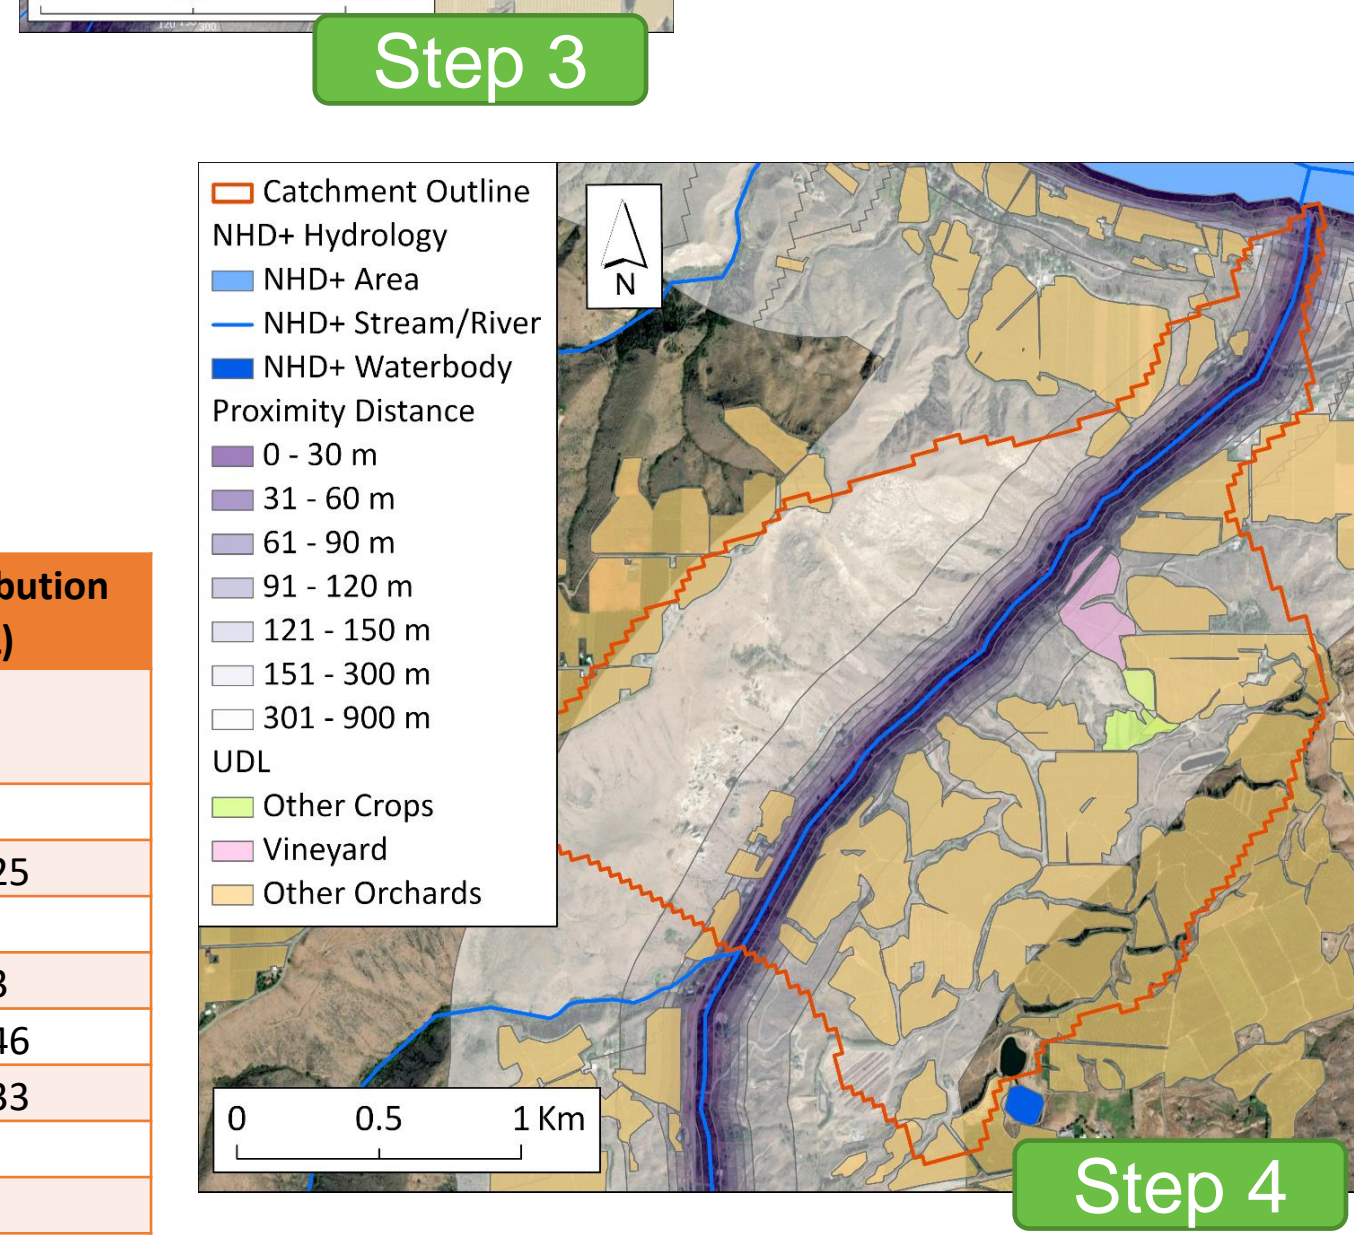 120
300
Step 3
Catchment Outline
NHD+ Hydrology
NHD+ Area
NHD+ Stream/River
NHD+ Waterbody
Proximity Distance
0 - 30 m
31 - 60 m
61 - 90 m
91 - 120 m
121 - 150 m
151 - 300 m
301 - 900 m
UDL
Other Crops
Vineyard
Other Orchards
N
0 0.5 1 Km
Step 4
bution
)
25
3
46
33